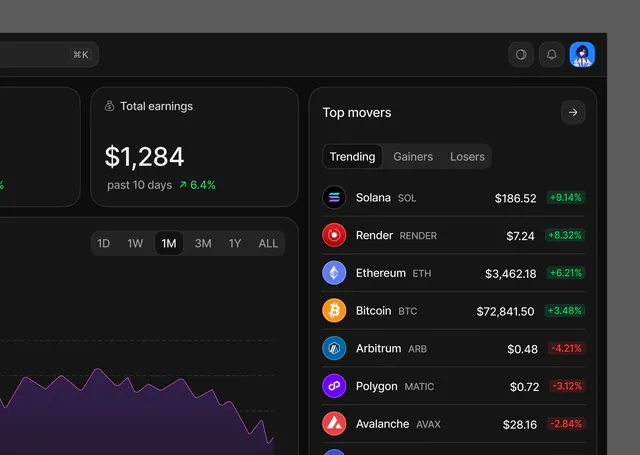 ⌘K
Total earnings
$1,284
past 10 days ↗ 6.4%
%
1D 1W 1M 3M 1Y ALL
Top movers
Trending Gainers Losers
Solana SOL $186.52 +9.14%
Render RENDER $7.24 +8.32%
Ethereum ETH $3,462.18 +6.21%
Bitcoin BTC $72,841.50 +3.48%
Arbitrum ARB $0.48 -4.21%
Polygon MATIC $0.72 -3.12%
Avalanche AVAX $28.16 -2.84%